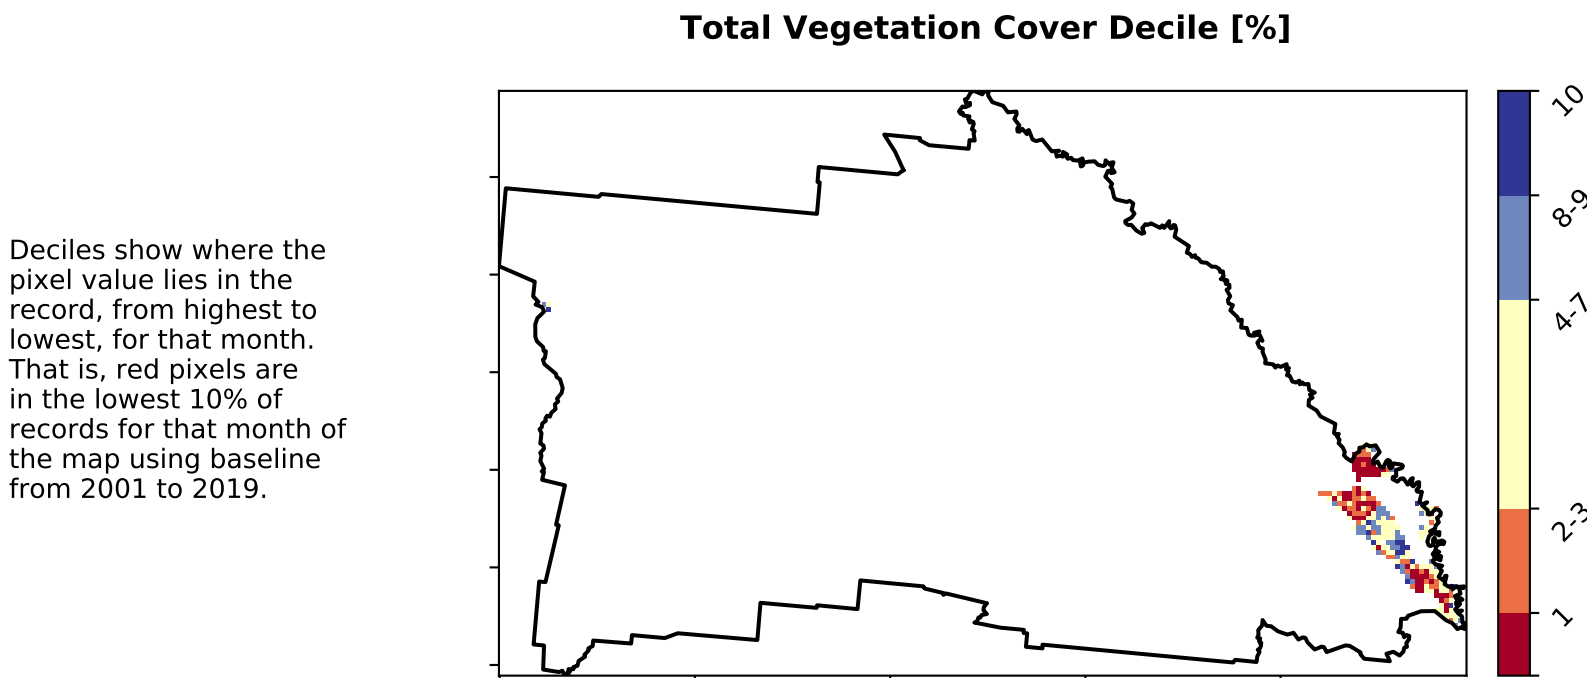 Total Vegetation Cover Decile [%]
Deciles show where the
pixel value lies in the
record, from highest to
lowest, for that month.
That is, red pixels are
in the lowest 10% of
records for that month of
the map using baseline
from 2001 to 2019.
10
8-9
4-7
2-3
1